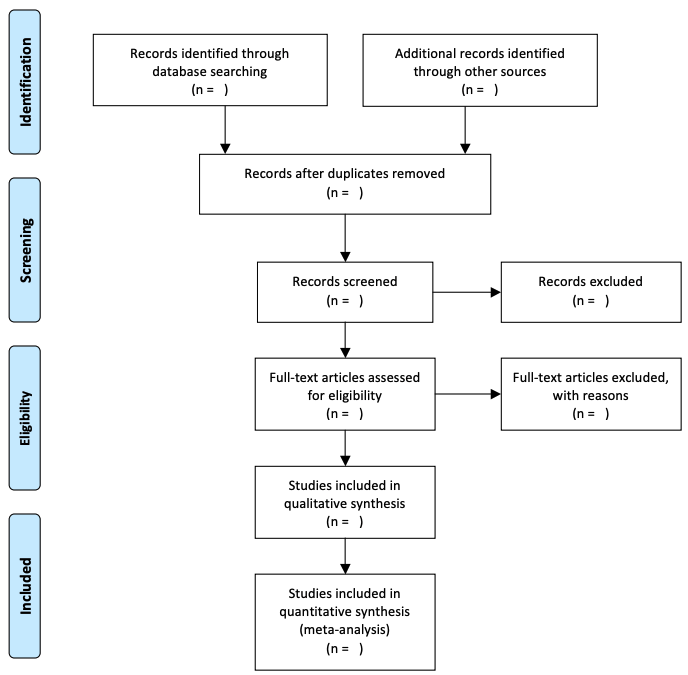 Identification
Records identified through
database searching
(n =   )
Additional records identified
through other sources
(n =   )
Records after duplicates removed
(n =   )
Screening
Records screened
(n =   )
Records excluded
(n =   )
Eligibility
Full-text articles assessed
for eligibility
(n =   )
Full-text articles excluded,
with reasons
(n =   )
Studies included in
qualitative synthesis
(n =   )
Included
Studies included in
quantitative synthesis
(meta-analysis)
(n =   )